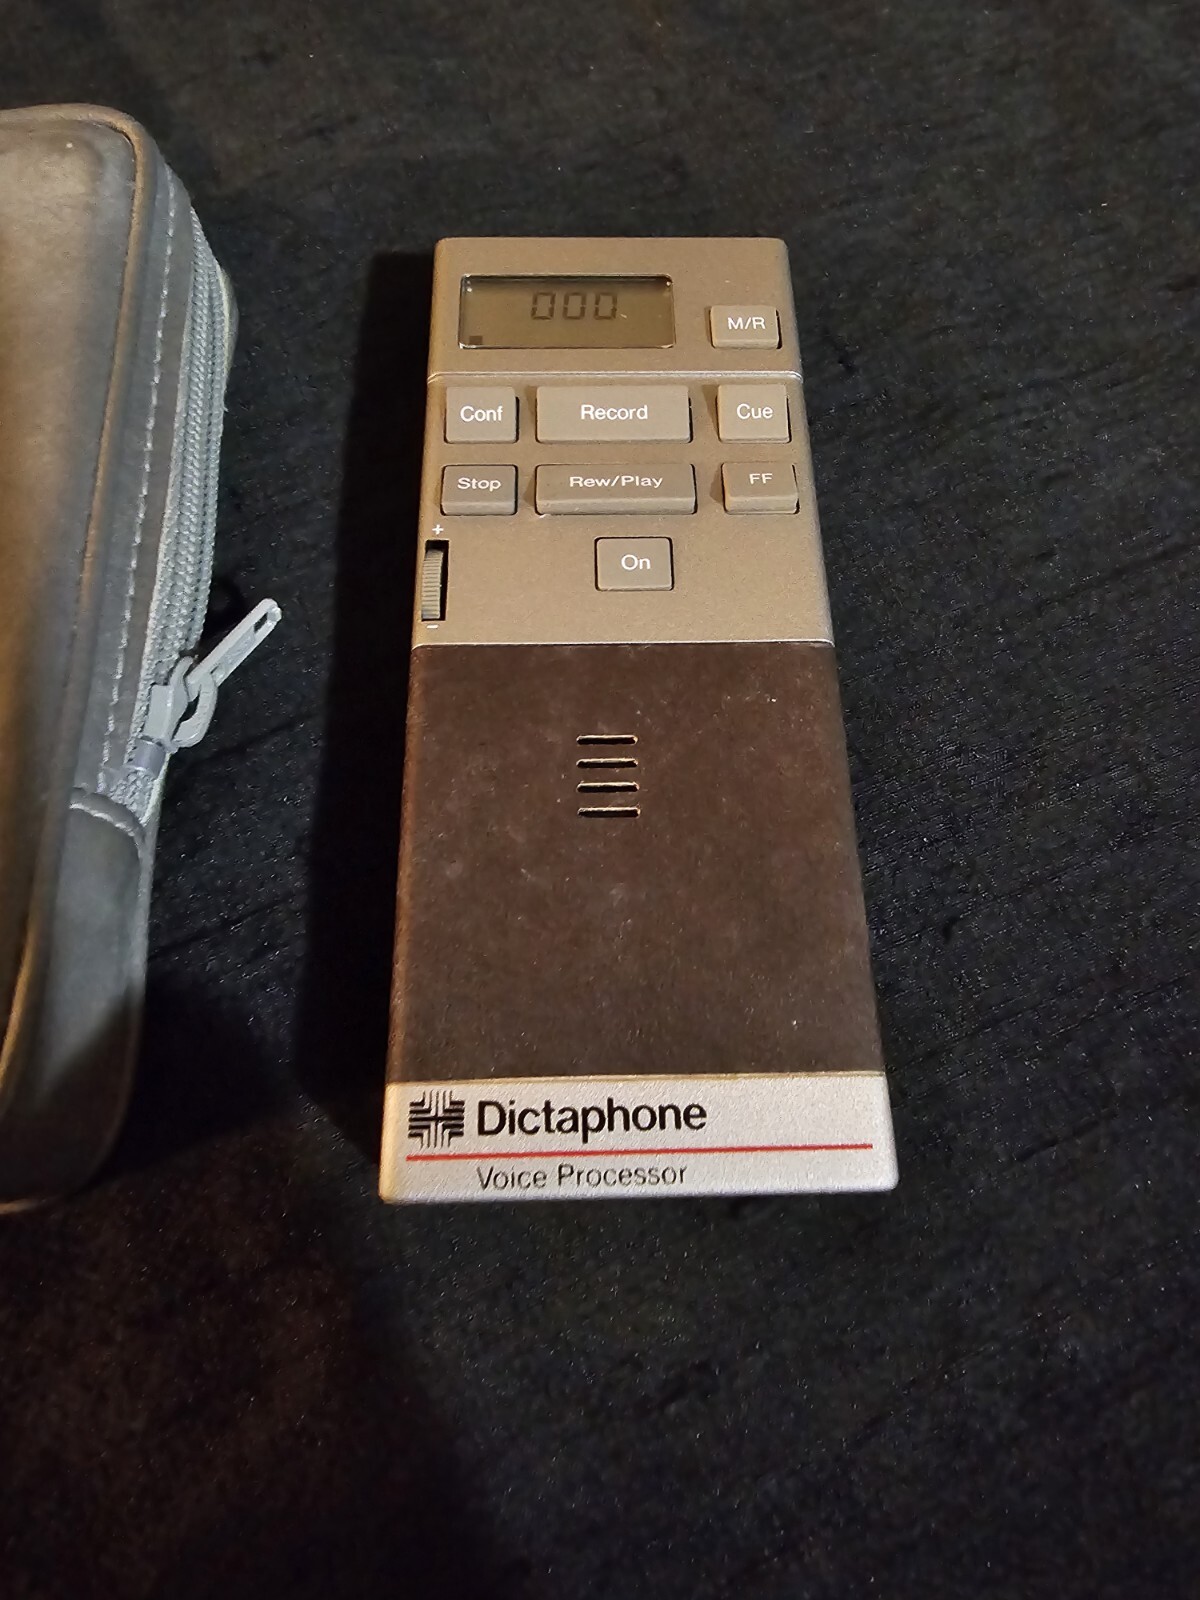 000
M/R
Conf Record Cue
Stop Rew/Play FF
+
On
-
Dictaphone
Voice Processor